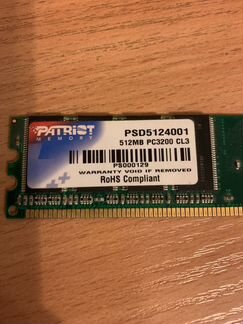 PATRIOT
MEMORY
PSD5124001
512MB PC3200 CL3
PS000129
WARRANTY VOID IF REMOVED
RoHS Compliant